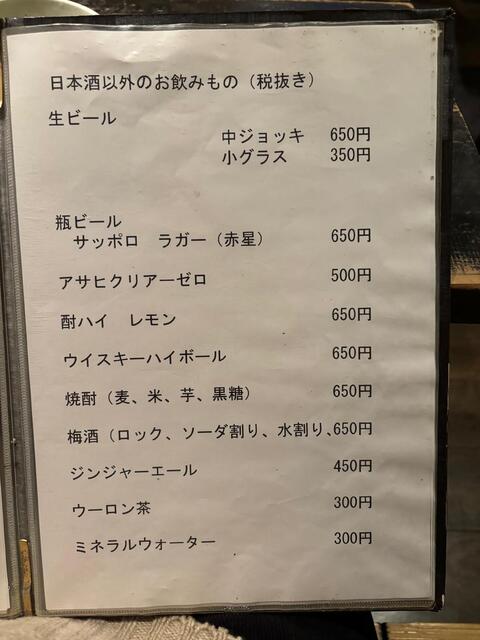 日本酒以外のお飲みもの（税抜き）
生ビール
中ジョッキ 650円
小グラス 350円
瓶ビール
サッポロ ラガー（赤星） 650円
アサヒクリアーゼロ 500円
酎ハイ レモン 650円
ウイスキーハイボール 650円
焼酎（麦、米、芋、黒糖） 650円
梅酒（ロック、ソーダ割り、水割り、650円
ジンジャーエール 450円
ウーロン茶 300円
ミネラルウォーター 300円